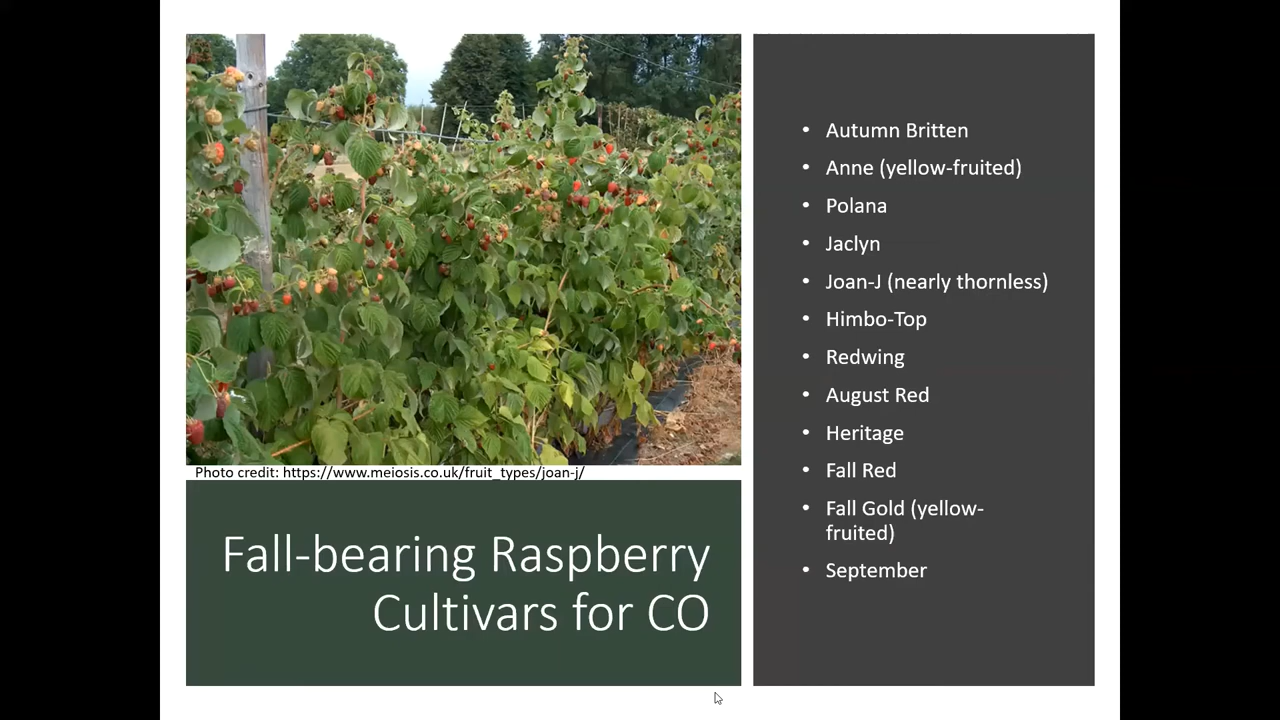 Photo credit: https://www.meiosis.co.uk/fruit_types/joan-j/
Fall-bearing Raspberry
Cultivars for CO
• Autumn Britten
• Anne (yellow-fruited)
• Polana
• Jaclyn
• Joan-J (nearly thornless)
• Himbo-Top
• Redwing
• August Red
• Heritage
• Fall Red
• Fall Gold (yellow-
fruited)
• September